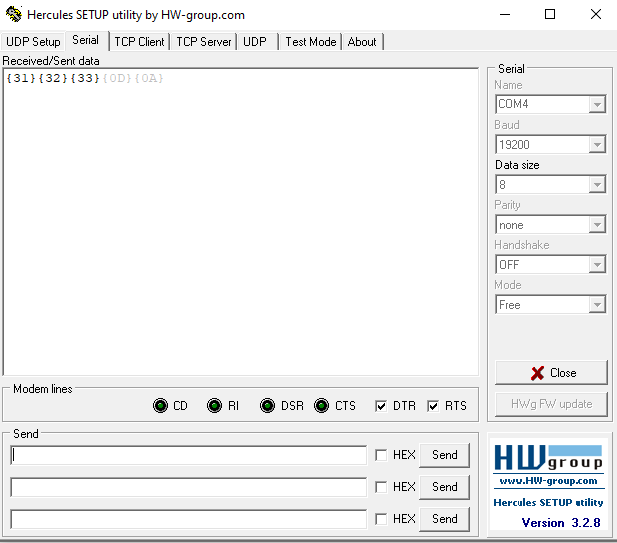 Hercules SETUP utility by HW-group.com
UDP Setup Serial TCP Client TCP Server UDP Test Mode About
Received/Sent data
{31}{32}{33}{0D}{0A}
Serial
Name
COM4
Baud
19200
Data size
8
Parity
none
Handshake
OFF
Mode
Free
Close
HWg FW update
Modem lines
CD RI DSR CTS DTR RTS
Send
HEX Send
HEX Send
HEX Send
HW group
www.HW-group.com
Hercules SETUP utility
Version 3.2.8